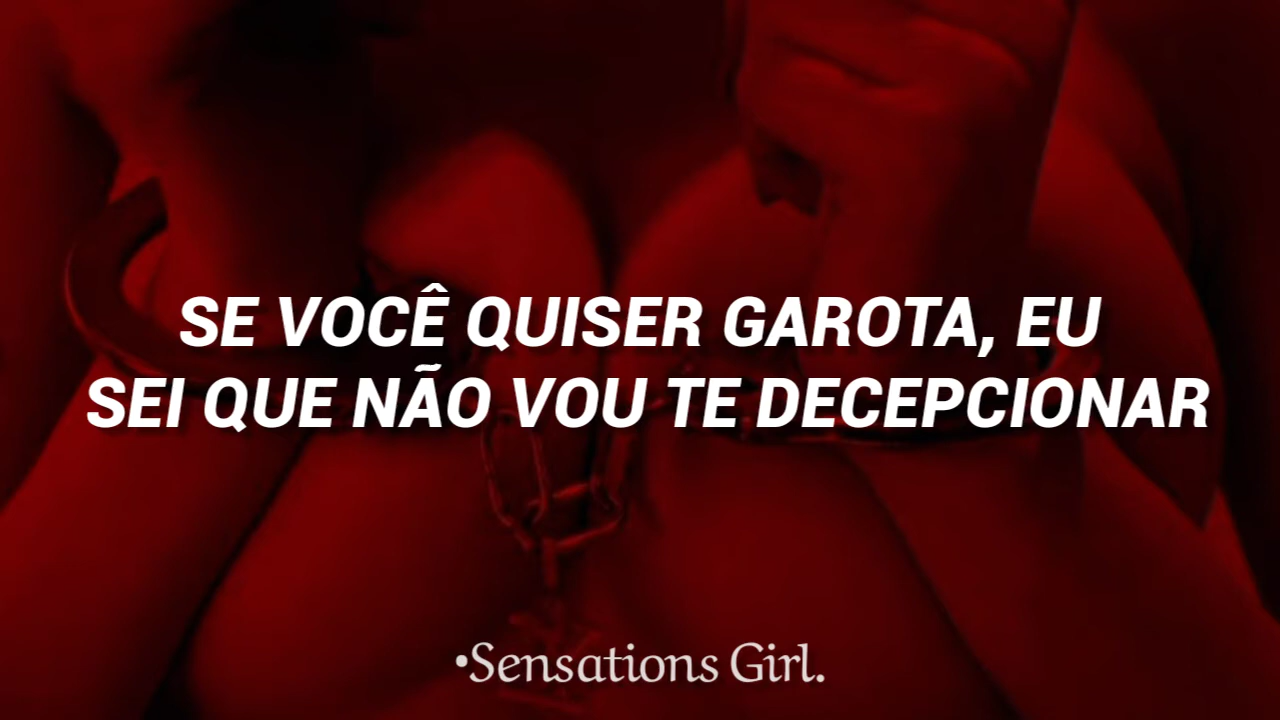 SE VOCÊ QUISER GAROTA, EU
SEI QUE NÃO VOU TE DECEPCIONAR
•Sensations Girl.